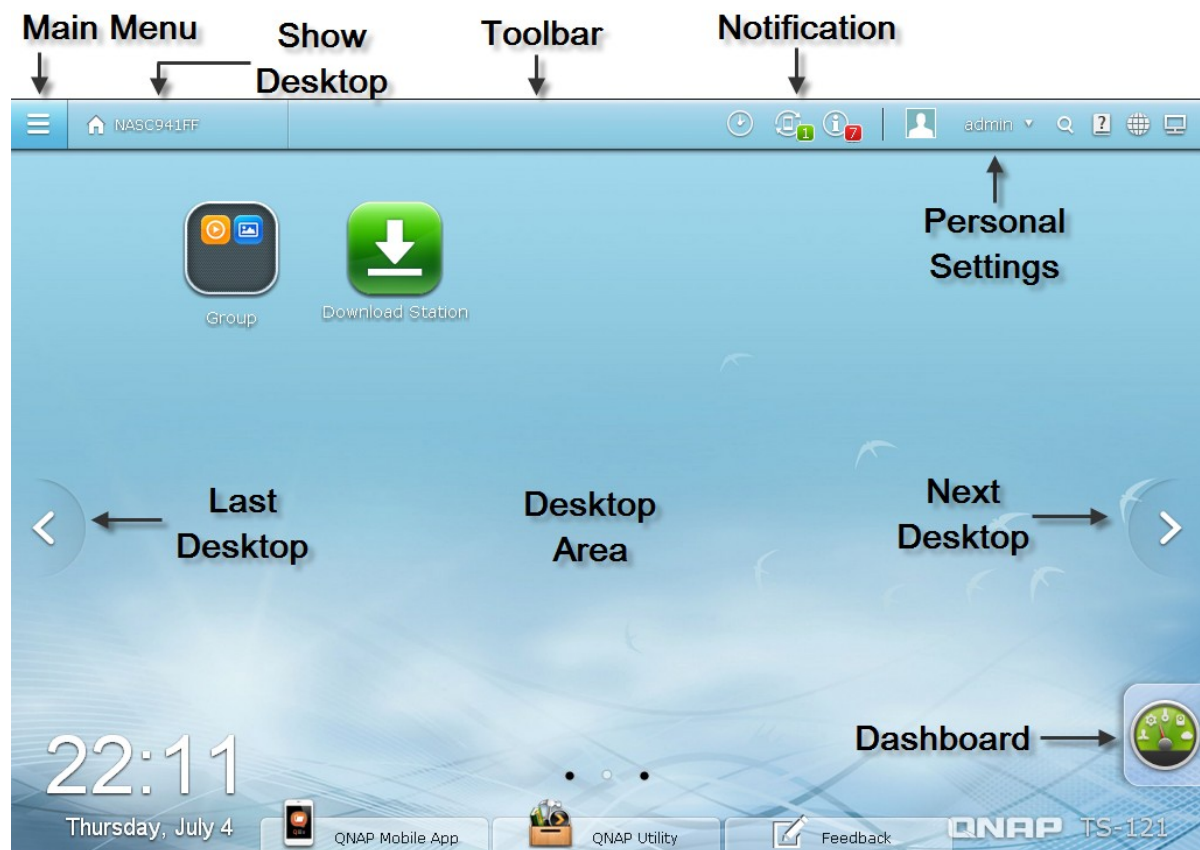 Main Menu
Show
Desktop
Toolbar
Notification
NASC941FF
1
7
admin
?
Personal
Settings
Group
Download Station
Last
Desktop
Desktop
Area
Next
Desktop
Dashboard
22:11
Thursday, July 4
QNAP Mobile App
QNAP Utility
Feedback
QNAP TS-121